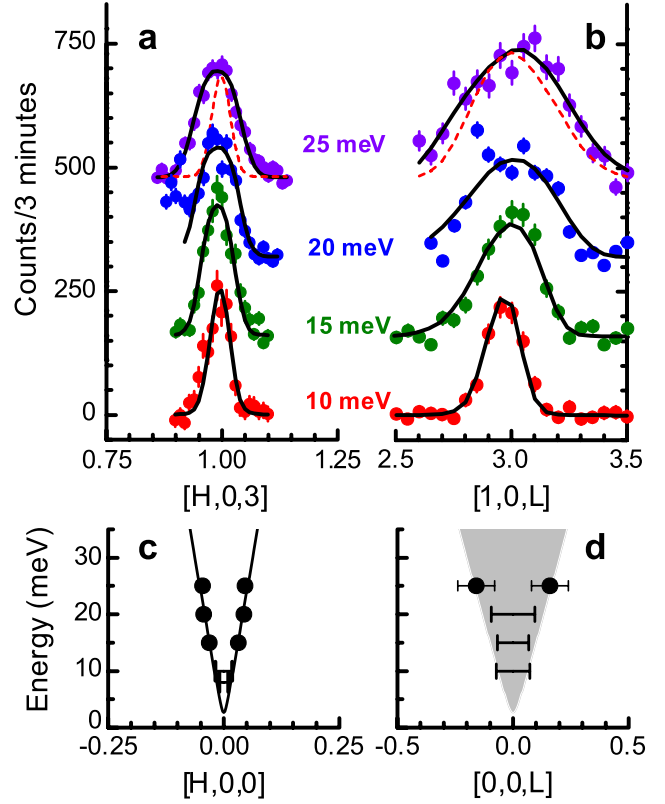 a
b
Counts/3 minutes
750
500
250
0
25 meV
20 meV
15 meV
10 meV
0.75
1.00
1.25
2.5
3.0
3.5
[H,0,3]
[1,0,L]
c
d
Energy (meV)
30
20
10
0
-0.25
0.00
0.25
-0.5
0.0
0.5
[H,0,0]
[0,0,L]